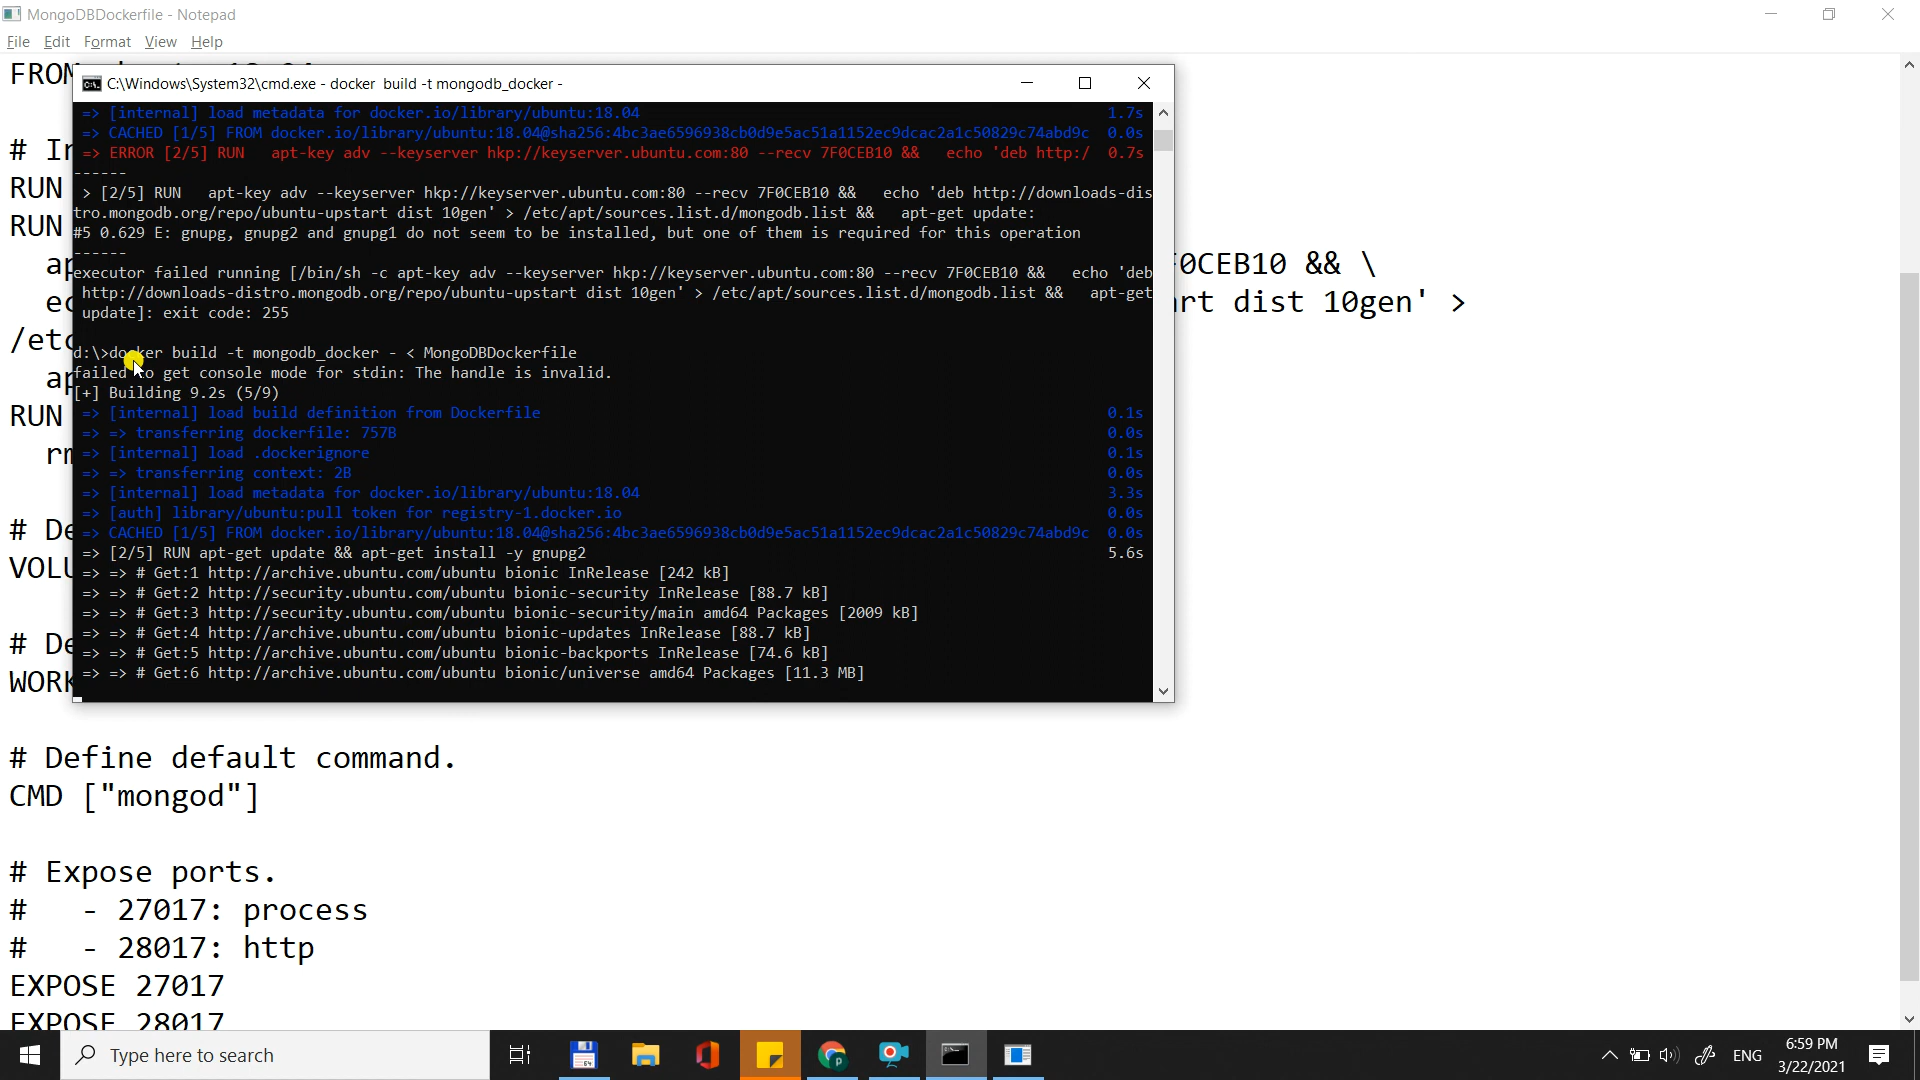 MongoDBDockerfile - Notepad
File Edit Format View Help
FROM
C:\Windows\System32\cmd.exe - docker  build -t mongodb_docker -
=> [internal] load metadata for docker.io/library/ubuntu:18.04 1.7s
=> CACHED [1/5] FROM docker.io/library/ubuntu:18.04@sha256:4bc3ae6596938cb0d9e5ac51a1152ec9dcac2a1c50829c74abd9c 0.0s
=> ERROR [2/5] RUN   apt-key adv --keyserver hkp://keyserver.ubuntu.com:80 --recv 7F0CEB10 &&   echo 'deb http:/ 0.7s
------
> [2/5] RUN   apt-key adv --keyserver hkp://keyserver.ubuntu.com:80 --recv 7F0CEB10 &&   echo 'deb http://downloads-dis
tro.mongodb.org/repo/ubuntu-upstart dist 10gen' > /etc/apt/sources.list.d/mongodb.list &&   apt-get update:
#5 0.629 E: gnupg, gnupg2 and gnupg1 do not seem to be installed, but one of them is required for this operation
------
executor failed running [/bin/sh -c apt-key adv --keyserver hkp://keyserver.ubuntu.com:80 --recv 7F0CEB10 &&   echo 'deb
http://downloads-distro.mongodb.org/repo/ubuntu-upstart dist 10gen' > /etc/apt/sources.list.d/mongodb.list &&   apt-get
update]: exit code: 255
d:\>docker build -t mongodb_docker - < MongoDBDockerfile
failed to get console mode for stdin: The handle is invalid.
[+] Building 9.2s (5/9)
=> [internal] load build definition from Dockerfile 0.1s
=> => transferring dockerfile: 757B 0.0s
=> [internal] load .dockerignore 0.1s
=> => transferring context: 2B 0.0s
=> [internal] load metadata for docker.io/library/ubuntu:18.04 3.3s
=> [auth] library/ubuntu:pull token for registry-1.docker.io 0.0s
=> CACHED [1/5] FROM docker.io/library/ubuntu:18.04@sha256:4bc3ae6596938cb0d9e5ac51a1152ec9dcac2a1c50829c74abd9c 0.0s
=> [2/5] RUN apt-get update && apt-get install -y gnupg2 5.6s
=> => # Get:1 http://archive.ubuntu.com/ubuntu bionic InRelease [242 kB]
=> => # Get:2 http://security.ubuntu.com/ubuntu bionic-security InRelease [88.7 kB]
=> => # Get:3 http://security.ubuntu.com/ubuntu bionic-security/main amd64 Packages [2009 kB]
=> => # Get:4 http://archive.ubuntu.com/ubuntu bionic-updates InRelease [88.7 kB]
=> => # Get:5 http://archive.ubuntu.com/ubuntu bionic-backports InRelease [74.6 kB]
=> => # Get:6 http://archive.ubuntu.com/ubuntu bionic/universe amd64 Packages [11.3 MB]
# In
RUN
RUN
ap F0CEB10 && \
ec rt dist 10gen' >
/etc
ap
RUN
rm
# De
VOLU
# De
WORK
# Define default command.
CMD ["mongod"]
# Expose ports.
#   - 27017: process
#   - 28017: http
EXPOSE 27017
EXPOSE 28017
Type here to search
ENG
6:59 PM
3/22/2021